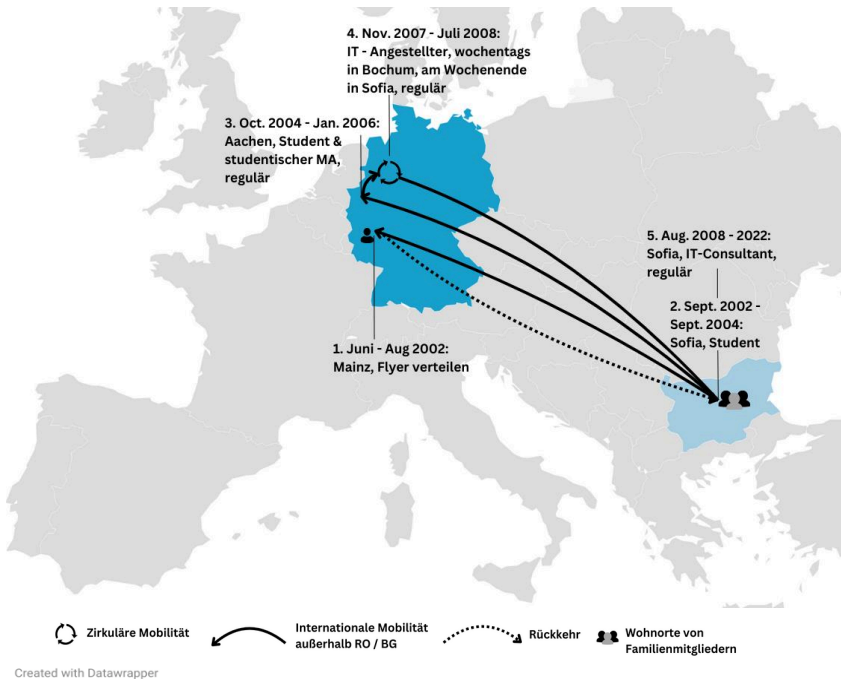 4. Nov. 2007 - Juli 2008:
IT - Angestellter, wochentags
in Bochum, am Wochenende
in Sofia, regulär
3. Oct. 2004 - Jan. 2006:
Aachen, Student &
studentischer MA,
regulär
5. Aug. 2008 - 2022:
Sofia, IT-Consultant,
regulär
2. Sept. 2002 -
Sept. 2004:
Sofia, Student
1. Juni - Aug 2002:
Mainz, Flyer verteilen
Zirkuläre Mobilität
Internationale Mobilität
außerhalb RO / BG
Rückkehr
Wohnorte von
Familienmitgliedern
Created with Datawrapper